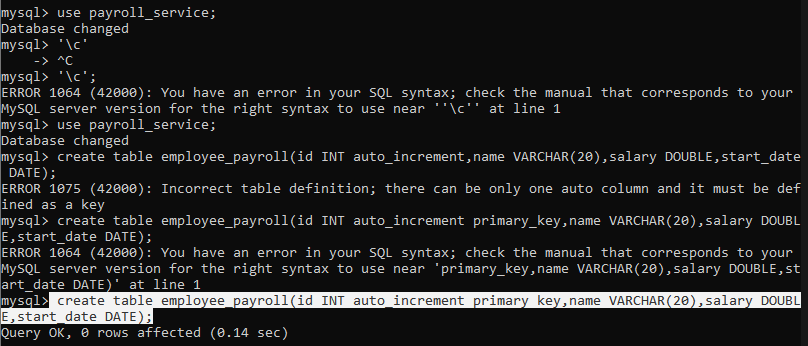 mysql> use payroll_service;
Database changed
mysql> '\c'
    -> ^C
mysql> '\c';
ERROR 1064 (42000): You have an error in your SQL syntax; check the manual that corresponds to your
MySQL server version for the right syntax to use near ''\c'' at line 1
mysql> use payroll_service;
Database changed
mysql> create table employee_payroll(id INT auto_increment,name VARCHAR(20),salary DOUBLE,start_date
 DATE);
ERROR 1075 (42000): Incorrect table definition; there can be only one auto column and it must be def
ined as a key
mysql> create table employee_payroll(id INT auto_increment primary_key,name VARCHAR(20),salary DOUBL
E,start_date DATE);
ERROR 1064 (42000): You have an error in your SQL syntax; check the manual that corresponds to your
MySQL server version for the right syntax to use near 'primary_key,name VARCHAR(20),salary DOUBLE,st
art_date DATE)' at line 1
mysql> create table employee_payroll(id INT auto_increment primary key,name VARCHAR(20),salary DOUBL
E,start_date DATE);
Query OK, 0 rows affected (0.14 sec)